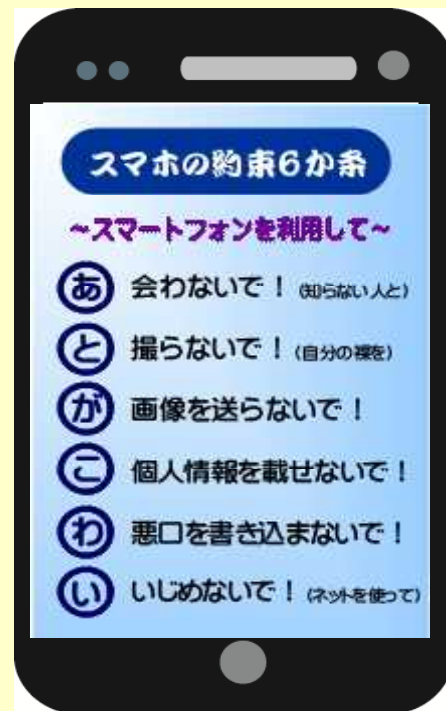 スマホの約束6か条
～スマートフォンを利用して～
あ 会わないで！（知らない人と）
と 撮らないで！（自分の裸を）
が 画像を送らないで！
こ 個人情報を載せないで！
わ 悪口を書き込まないで！
い いじめないで！（ネットを使って）